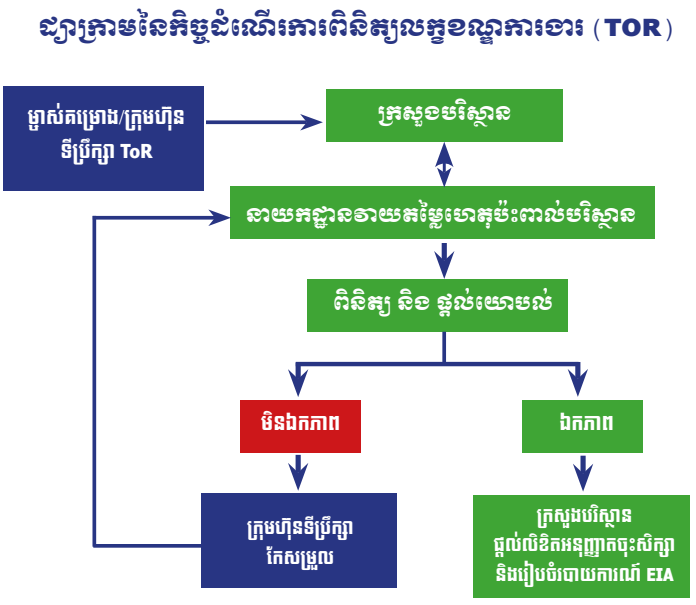 ដ្យាក្រាមនៃកិច្ចដំណើរការពិនិត្យលក្ខខណ្ឌការងារ (TOR)
ម្ចាស់គម្រោង/ក្រុមហ៊ុន
ទីប្រឹក្សា ToR
ក្រសួងបរិស្ថាន
នាយកដ្ឋានវាយតម្លៃហេតុប៉ះពាល់បរិស្ថាន
ពិនិត្យ និង ផ្តល់យោបល់
មិនឯកភាព
ឯកភាព
ក្រុមហ៊ុនទីប្រឹក្សា
កែសម្រួល
ក្រសួងបរិស្ថាន
ផ្តល់លិខិតអនុញ្ញាតចុះសិក្សា
និងរៀបចំរបាយការណ៍ EIA